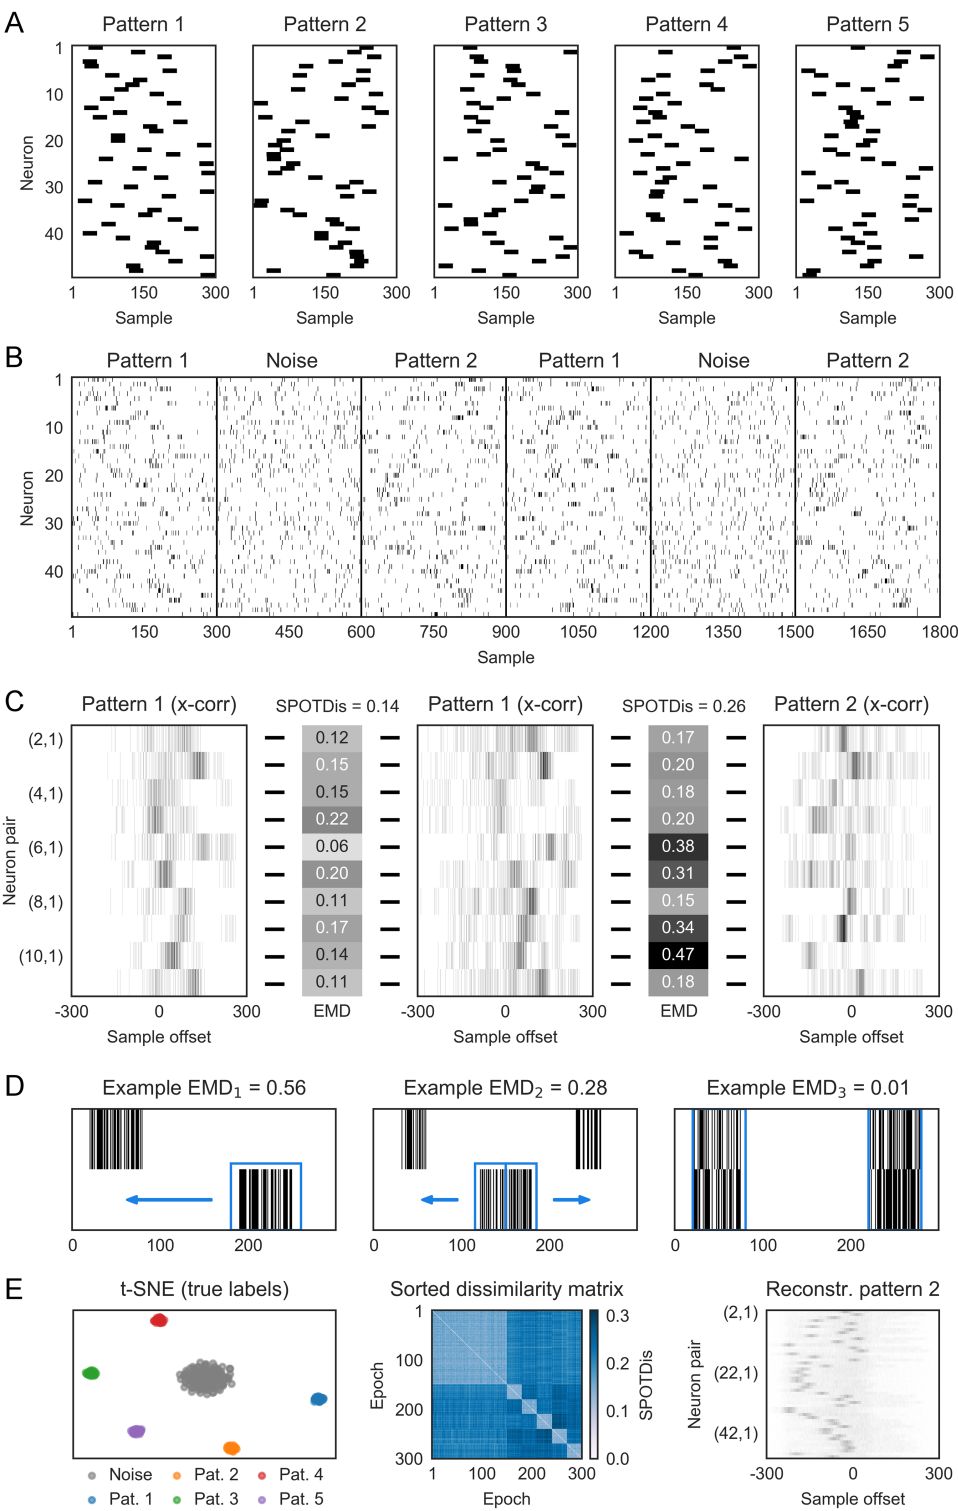 A
Pattern 1 Pattern 2 Pattern 3 Pattern 4 Pattern 5
1
10
20
30
40
Neuron
1 150 300 1 150 300 1 150 300 1 150 300 1 150 300
Sample Sample Sample Sample Sample
B
Pattern 1 Noise Pattern 2 Pattern 1 Noise Pattern 2
1
10
20
30
40
Neuron
1 150 300 450 600 750 900 1050 1200 1350 1500 1650 1800
Sample
C
Pattern 1 (x-corr) SPOTDis = 0.14 Pattern 1 (x-corr) SPOTDis = 0.26 Pattern 2 (x-corr)
(2,1) 0.12 0.17
0.15 0.20
(4,1) 0.15 0.18
0.22 0.20
(6,1) 0.06 0.38
0.20 0.31
(8,1) 0.11 0.15
0.17 0.34
(10,1) 0.14 0.47
0.11 0.18
Neuron pair
-300 0 300 EMD -300 0 300 EMD -300 0 300
Sample offset Sample offset Sample offset
D
Example EMD₁ = 0.56 Example EMD₂ = 0.28 Example EMD₃ = 0.01
0 100 200 0 100 200 0 100 200
E
t-SNE (true labels) Sorted dissimilarity matrix Reconstr. pattern 2
Noise Pat. 2 Pat. 4
Pat. 1 Pat. 3 Pat. 5
1
100
200
300
Epoch
1 100 200 300
Epoch
0.3
0.2
0.1
0.0
SPOTDis
(2,1)
(22,1)
(42,1)
Neuron pair
-300 0 300
Sample offset